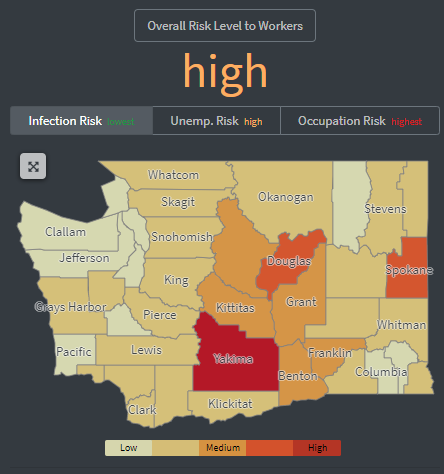 Overall Risk Level to Workers
high
Infection Risk lowest Unemp. Risk high Occupation Risk highest
Whatcom
Okanogan
Skagit
Stevens
Clallam
Snohomish
Jefferson
Douglas
Spokane
King
Grays Harbor
Kittitas
Grant
Pierce
Whitman
Pacific
Lewis
Franklin
Yakima
Columbia
Benton
Klickitat
Clark
Low Medium High